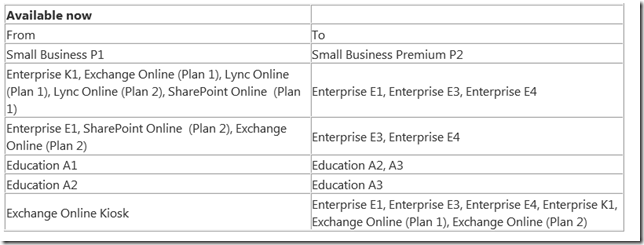 Available now
From To
Small Business P1 Small Business Premium P2
Enterprise K1, Exchange Online (Plan 1), Lync Online
(Plan 1), Lync Online (Plan 2), SharePoint Online  (Plan
1)
Enterprise E1, Enterprise E3, Enterprise E4
Enterprise E1, SharePoint Online  (Plan 2), Exchange
Online (Plan 2)
Enterprise E3, Enterprise E4
Education A1 Education A2, A3
Education A2 Education A3
Exchange Online Kiosk
Enterprise E1, Enterprise E3, Enterprise E4, Enterprise K1,
Exchange Online (Plan 1), Exchange Online (Plan 2)